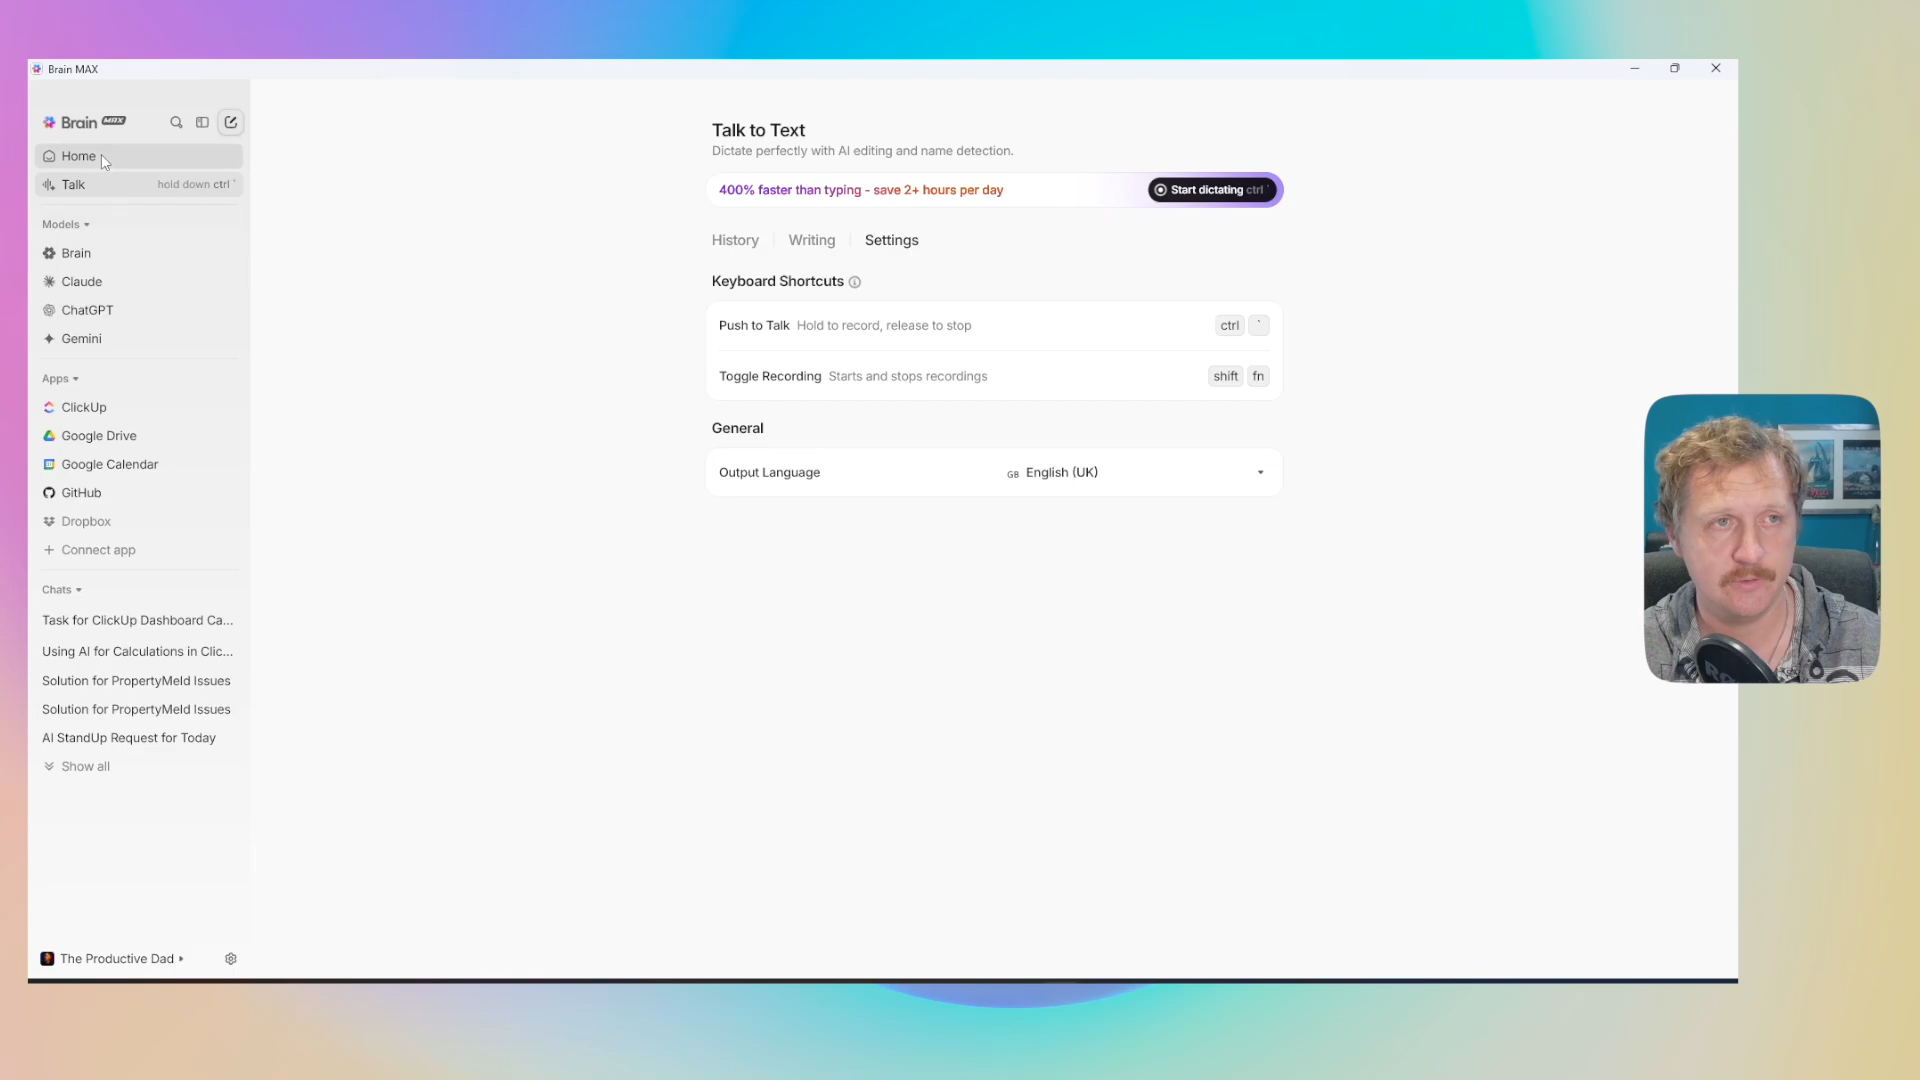 Brain MAX
Brain MAX
Home
Talk hold down ctrl `
Models
Brain
Claude
ChatGPT
Gemini
Apps
ClickUp
Google Drive
Google Calendar
GitHub
Dropbox
+ Connect app
Chats
Task for ClickUp Dashboard Ca...
Using AI for Calculations in Clic...
Solution for PropertyMeld Issues
Solution for PropertyMeld Issues
AI StandUp Request for Today
Show all
The Productive Dad
Talk to Text
Dictate perfectly with AI editing and name detection.
400% faster than typing - save 2+ hours per day
Start dictating ctrl `
History Writing Settings
Keyboard Shortcuts
Push to Talk Hold to record, release to stop ctrl `
Toggle Recording Starts and stops recordings shift fn
General
Output Language GB English (UK)